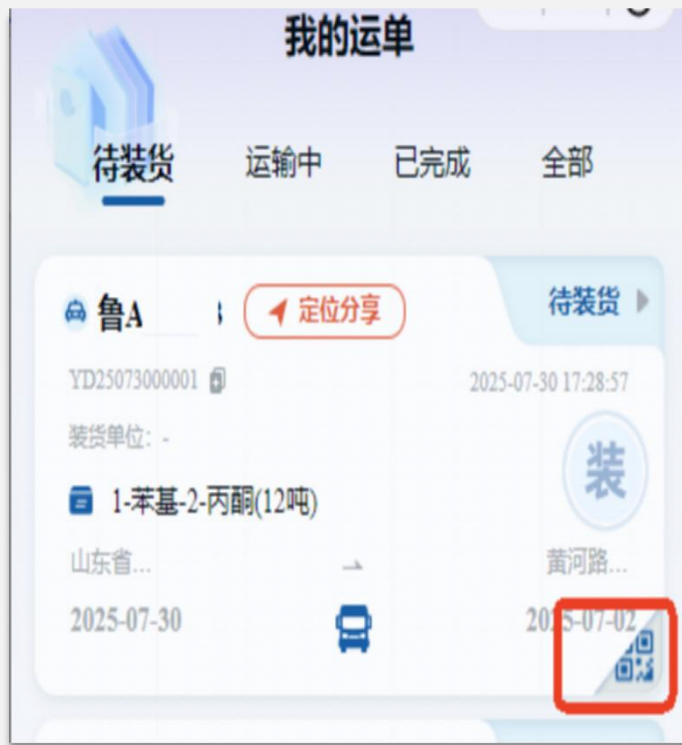 我的运单
待装货 运输中 已完成 全部
鲁A 定位分享 待装货
YD25073000001 2025-07-30 17:28:57
装货单位：-
装
1-苯基-2-丙酮(12吨)
山东省... 黄河路...
2025-07-30 2025-07-02